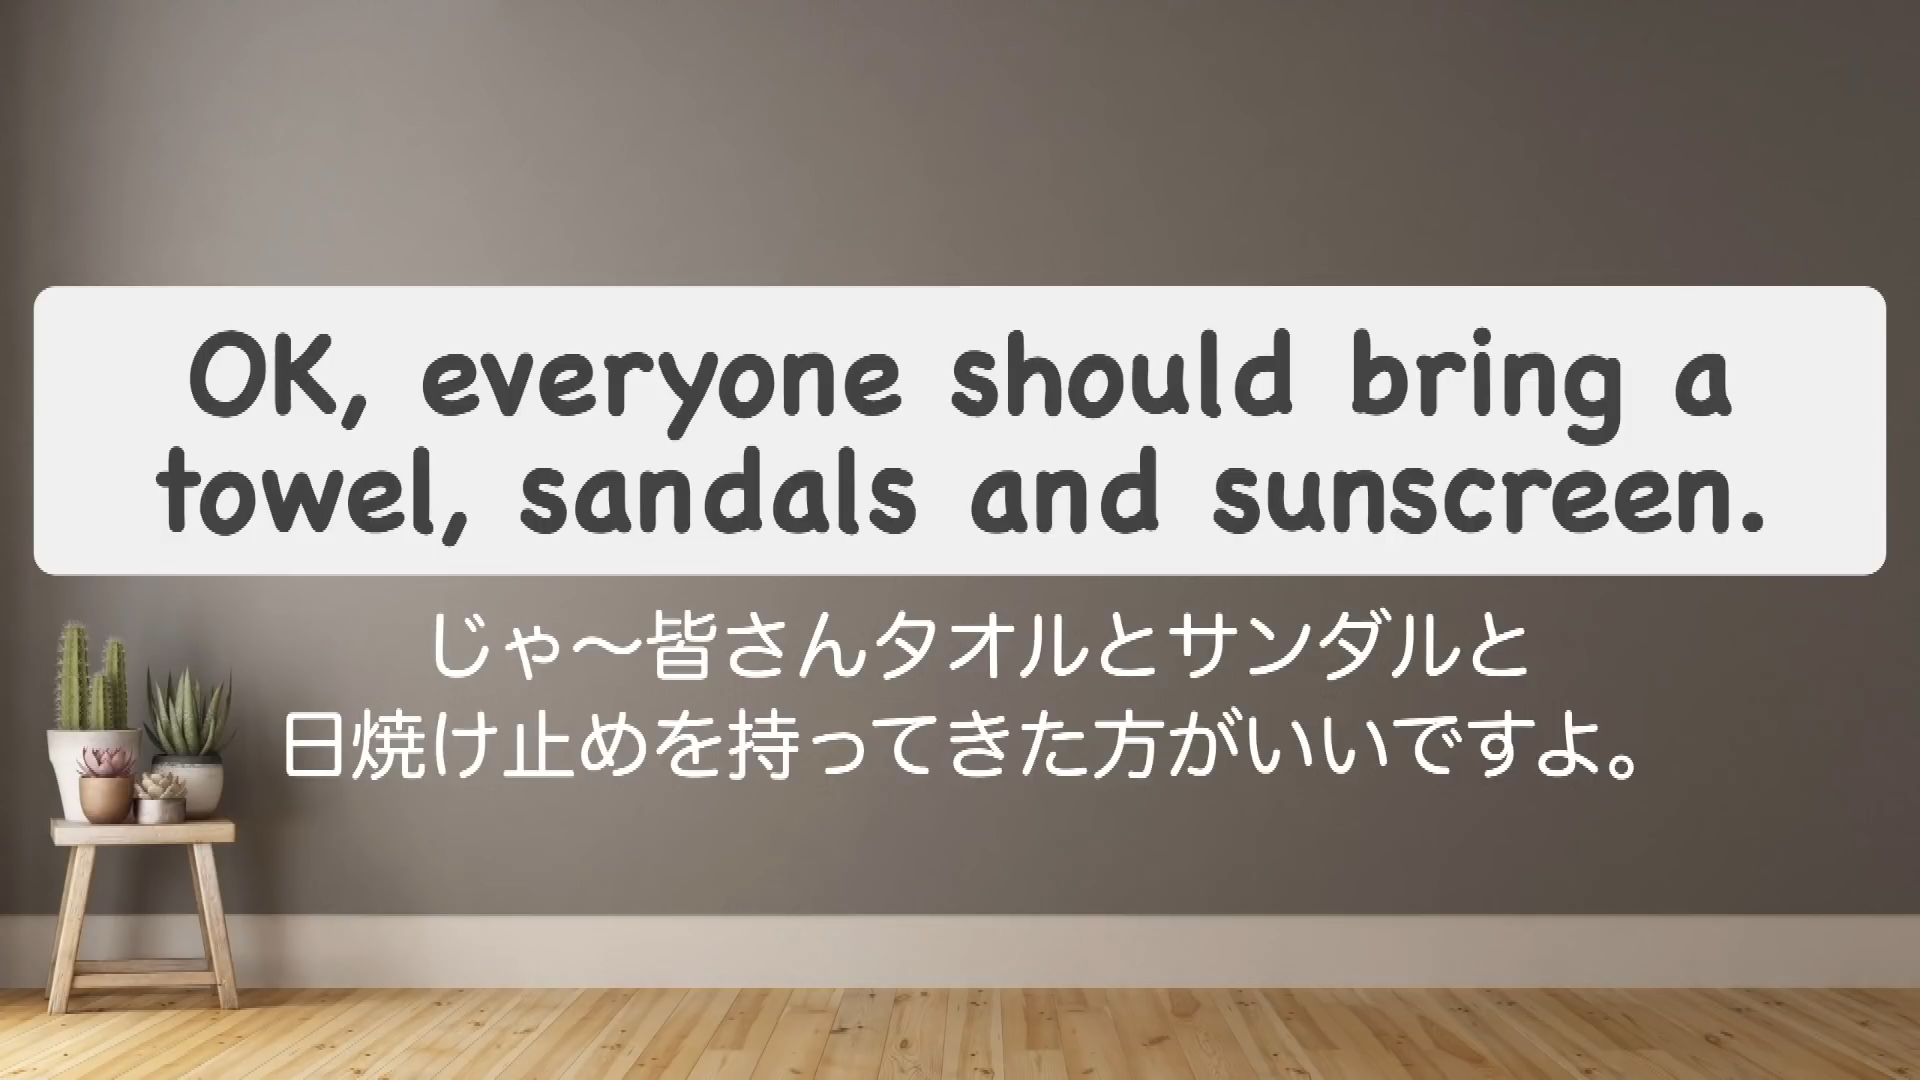 OK, everyone should bring a
towel, sandals and sunscreen.
じゃ〜皆さんタオルとサンダルと
日焼け止めを持ってきた方がいいですよ。